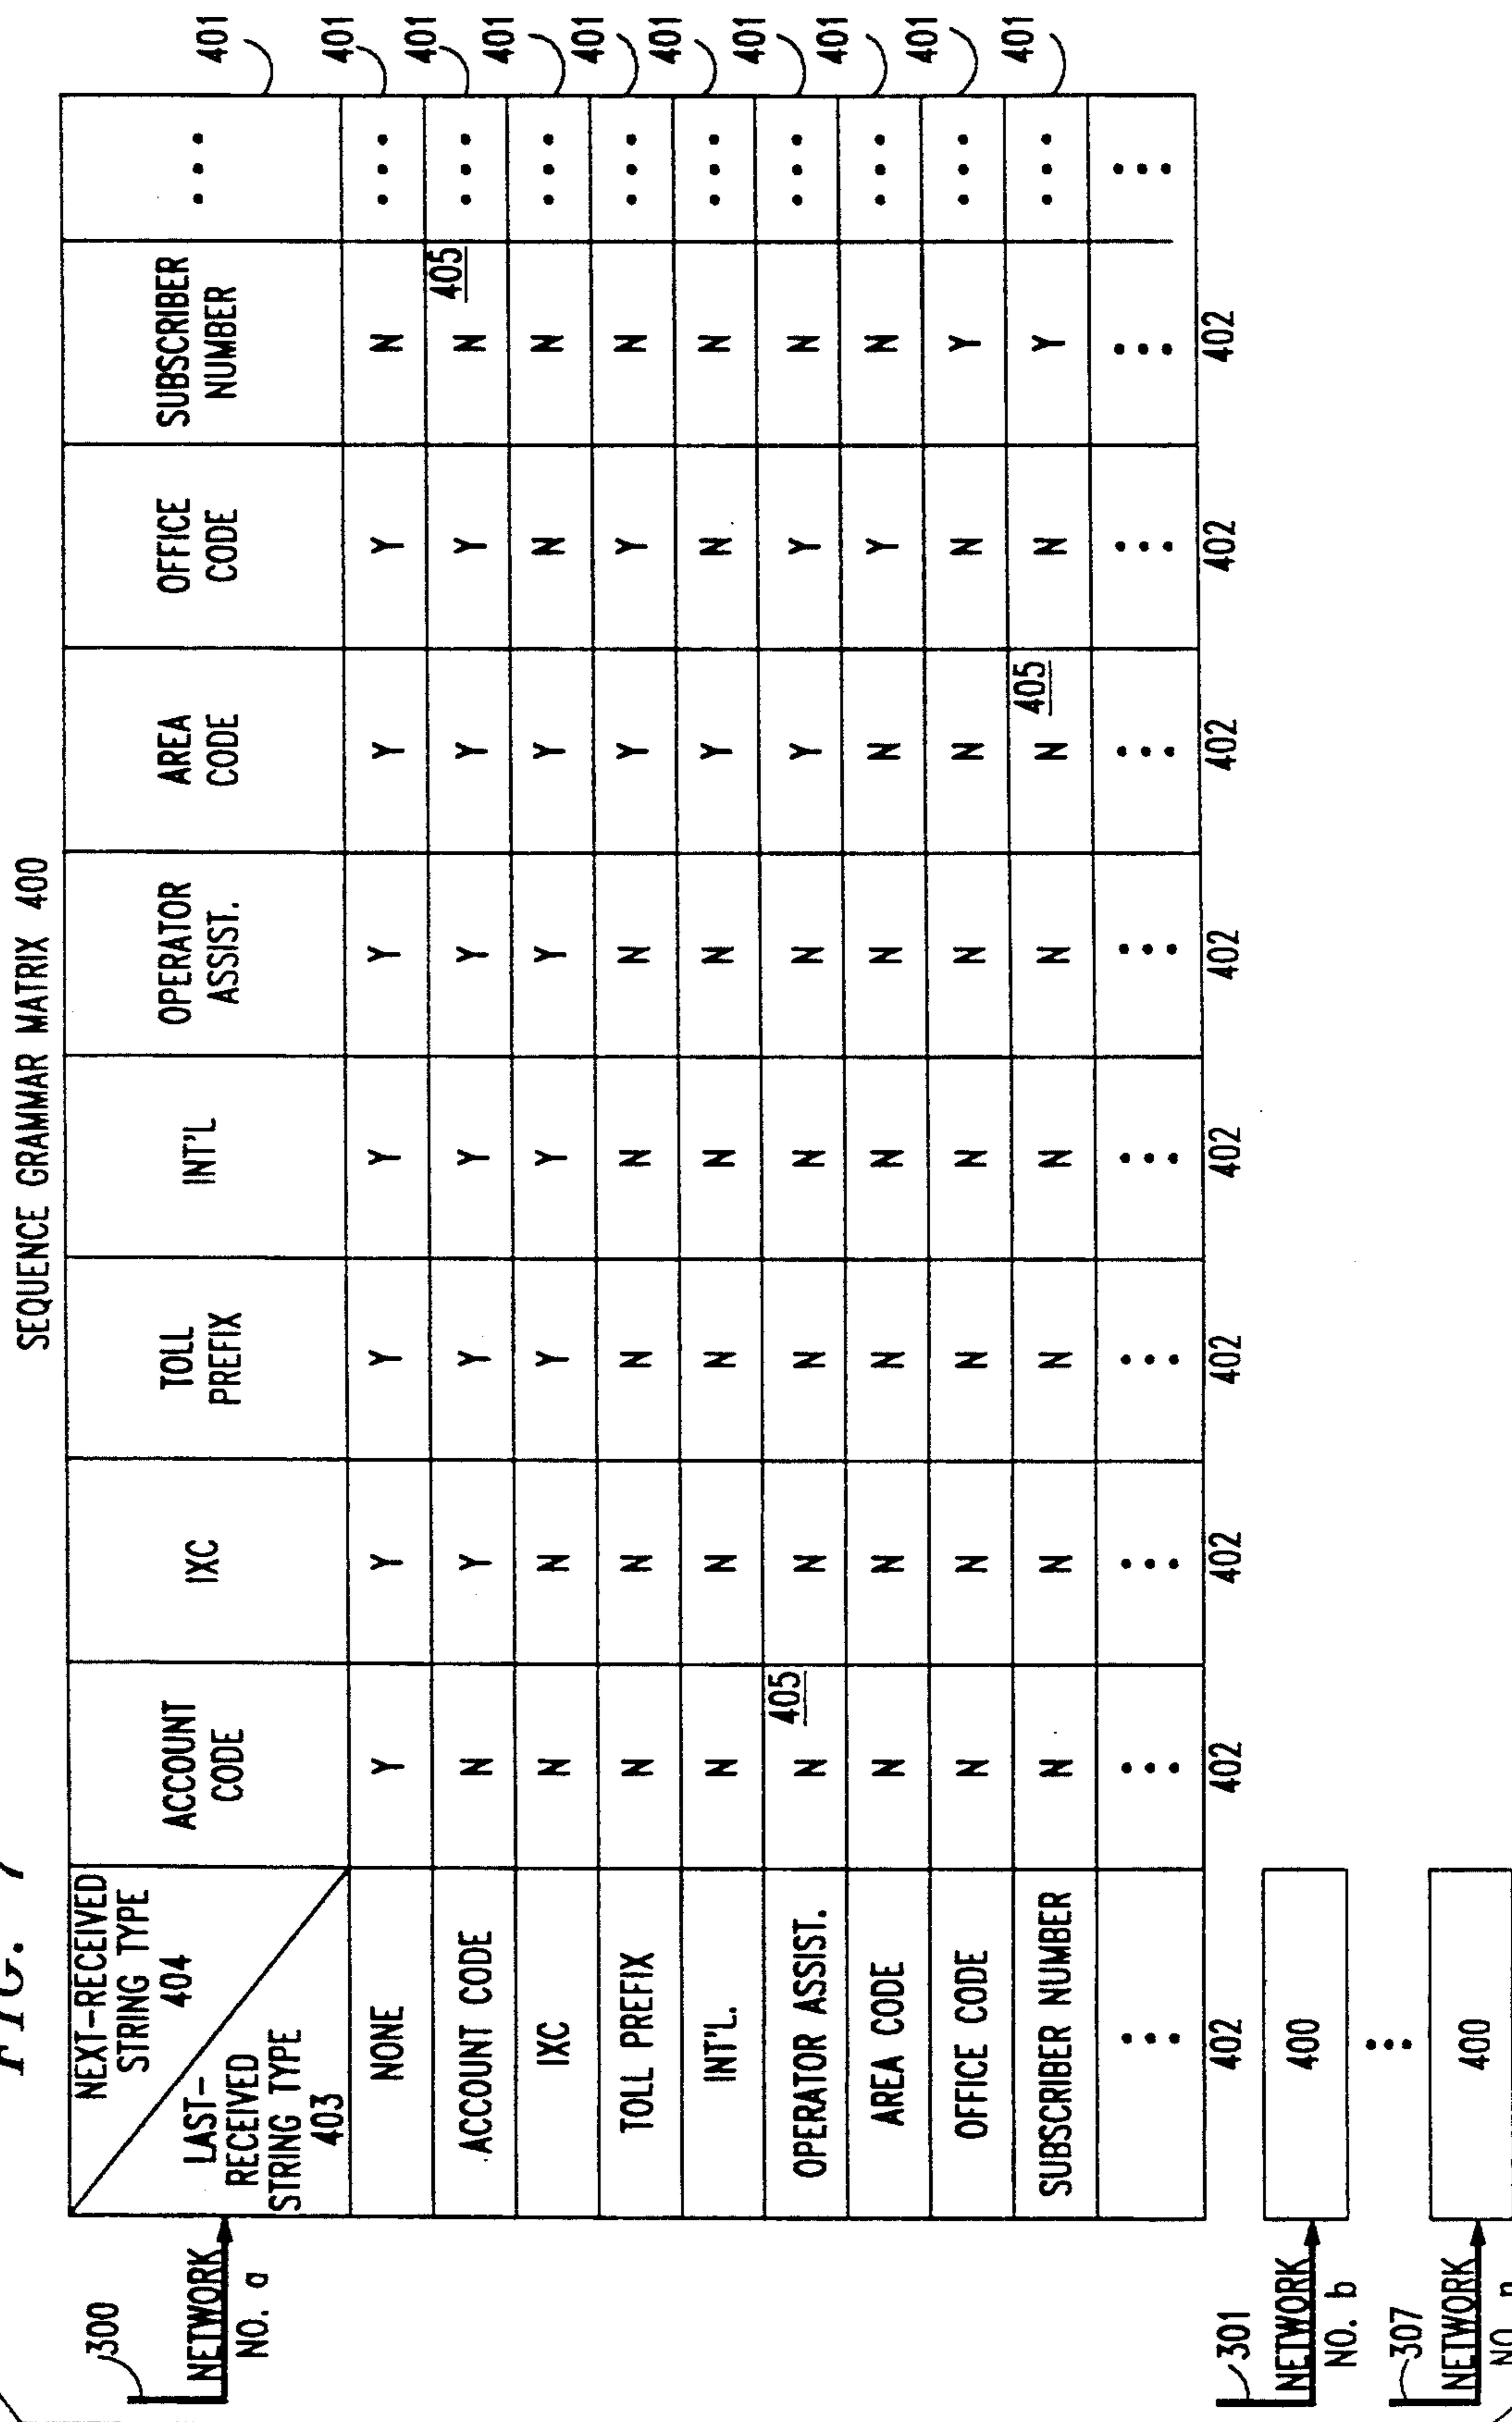 FIG. 7
SEQUENCE GRAMMAR MATRIX 400
300
NETWORK
NO. a
NEXT-RECEIVED
STRING TYPE
404
LAST-
RECEIVED
STRING TYPE
403
ACCOUNT
CODE
IXC
TOLL
PREFIX
INT'L
OPERATOR
ASSIST.
AREA
CODE
OFFICE
CODE
SUBSCRIBER
NUMBER
... 401
NONE Y Y Y Y Y Y Y N ... 401
ACCOUNT CODE N Y Y Y Y Y Y N 405 ... 401
IXC N N Y Y Y Y N N ... 401
TOLL PREFIX N N N N N Y Y N ... 401
INT'L. N N N N N Y N N ... 401
OPERATOR ASSIST. N 405 N N N N Y Y N ... 401
AREA CODE N N N N N N Y N ... 401
OFFICE CODE N N N N N N N Y ... 401
SUBSCRIBER NUMBER N N N N N N 405 N Y ... 401
... ... ... ... ... ... ... ... ... ...
402 402 402 402 402 402 402 402 402
301
NETWORK
NO. b
400
...
307
NETWORK
NO. n
400